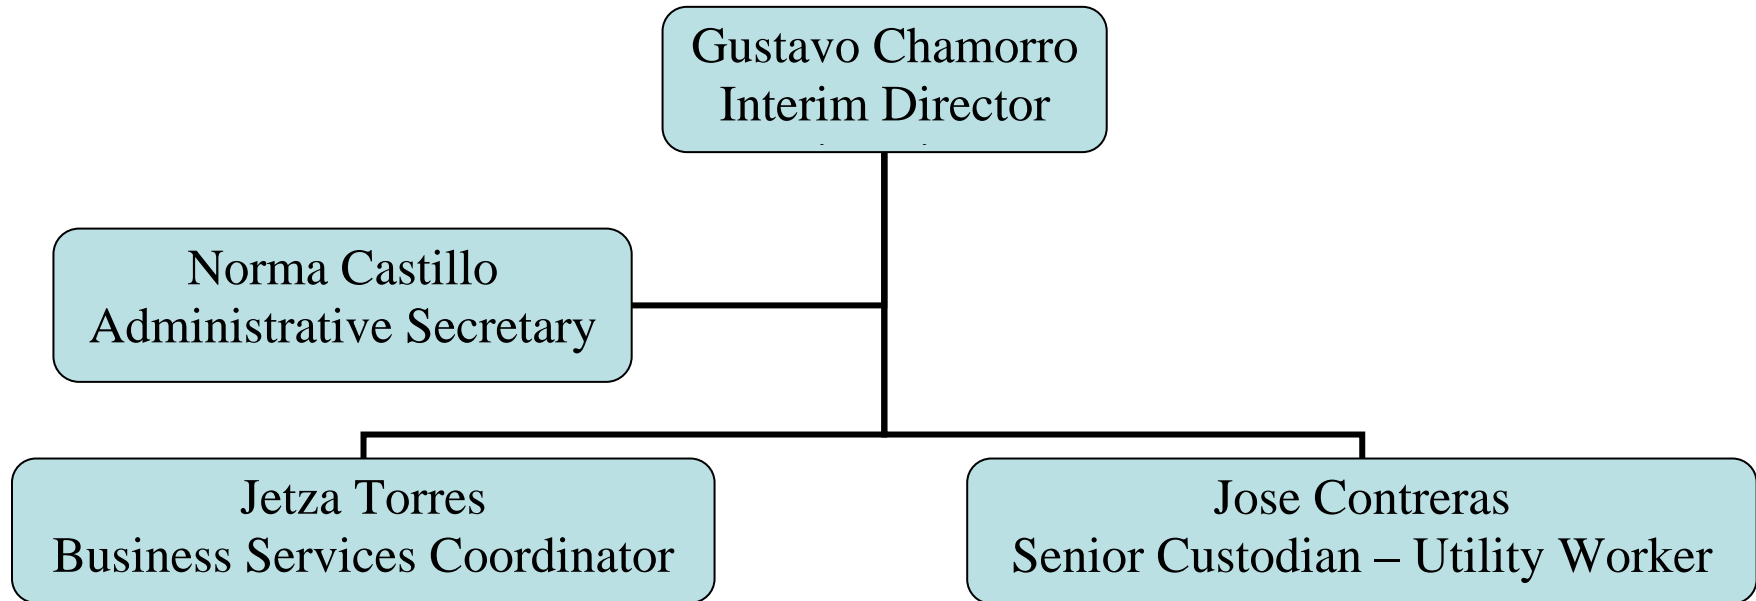 Gustavo Chamorro
Interim Director
Norma Castillo
Administrative Secretary
Jetza Torres
Business Services Coordinator
Jose Contreras
Senior Custodian – Utility Worker